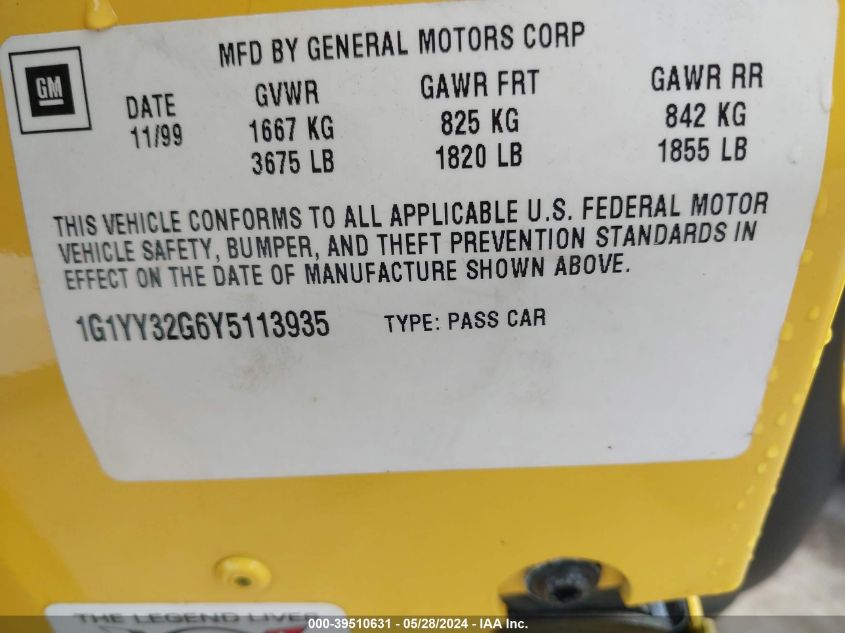 MFD BY GENERAL MOTORS CORP
GM
DATE GVWR GAWR FRT GAWR RR
11/99 1667 KG 825 KG 842 KG
3675 LB 1820 LB 1855 LB
THIS VEHICLE CONFORMS TO ALL APPLICABLE U.S. FEDERAL MOTOR
VEHICLE SAFETY, BUMPER, AND THEFT PREVENTION STANDARDS IN
EFFECT ON THE DATE OF MANUFACTURE SHOWN ABOVE.
1G1YY32G6Y5113935 TYPE: PASS CAR
THE LEGEND LIVES
000-39510631 - 05/28/2024 - IAA, Inc.